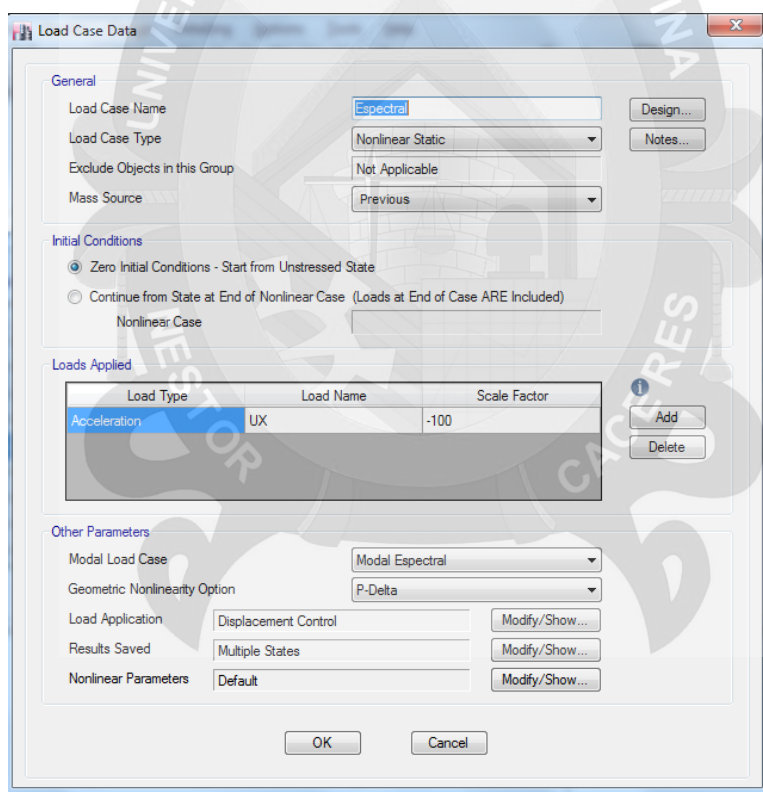 Load Case Data
General
Load Case Name Espectral Design...
Load Case Type Nonlinear Static Notes...
Exclude Objects in this Group Not Applicable
Mass Source Previous
Initial Conditions
Zero Initial Conditions - Start from Unstressed State
Continue from State at End of Nonlinear Case (Loads at End of Case ARE Included)
Nonlinear Case
Loads Applied
Load Type Load Name Scale Factor
Acceleration UX -100
Add
Delete
Other Parameters
Modal Load Case Modal Espectral
Geometric Nonlinearity Option P-Delta
Load Application Displacement Control Modify/Show...
Results Saved Multiple States Modify/Show...
Nonlinear Parameters Default Modify/Show...
OK Cancel
NESTOR
CACERES